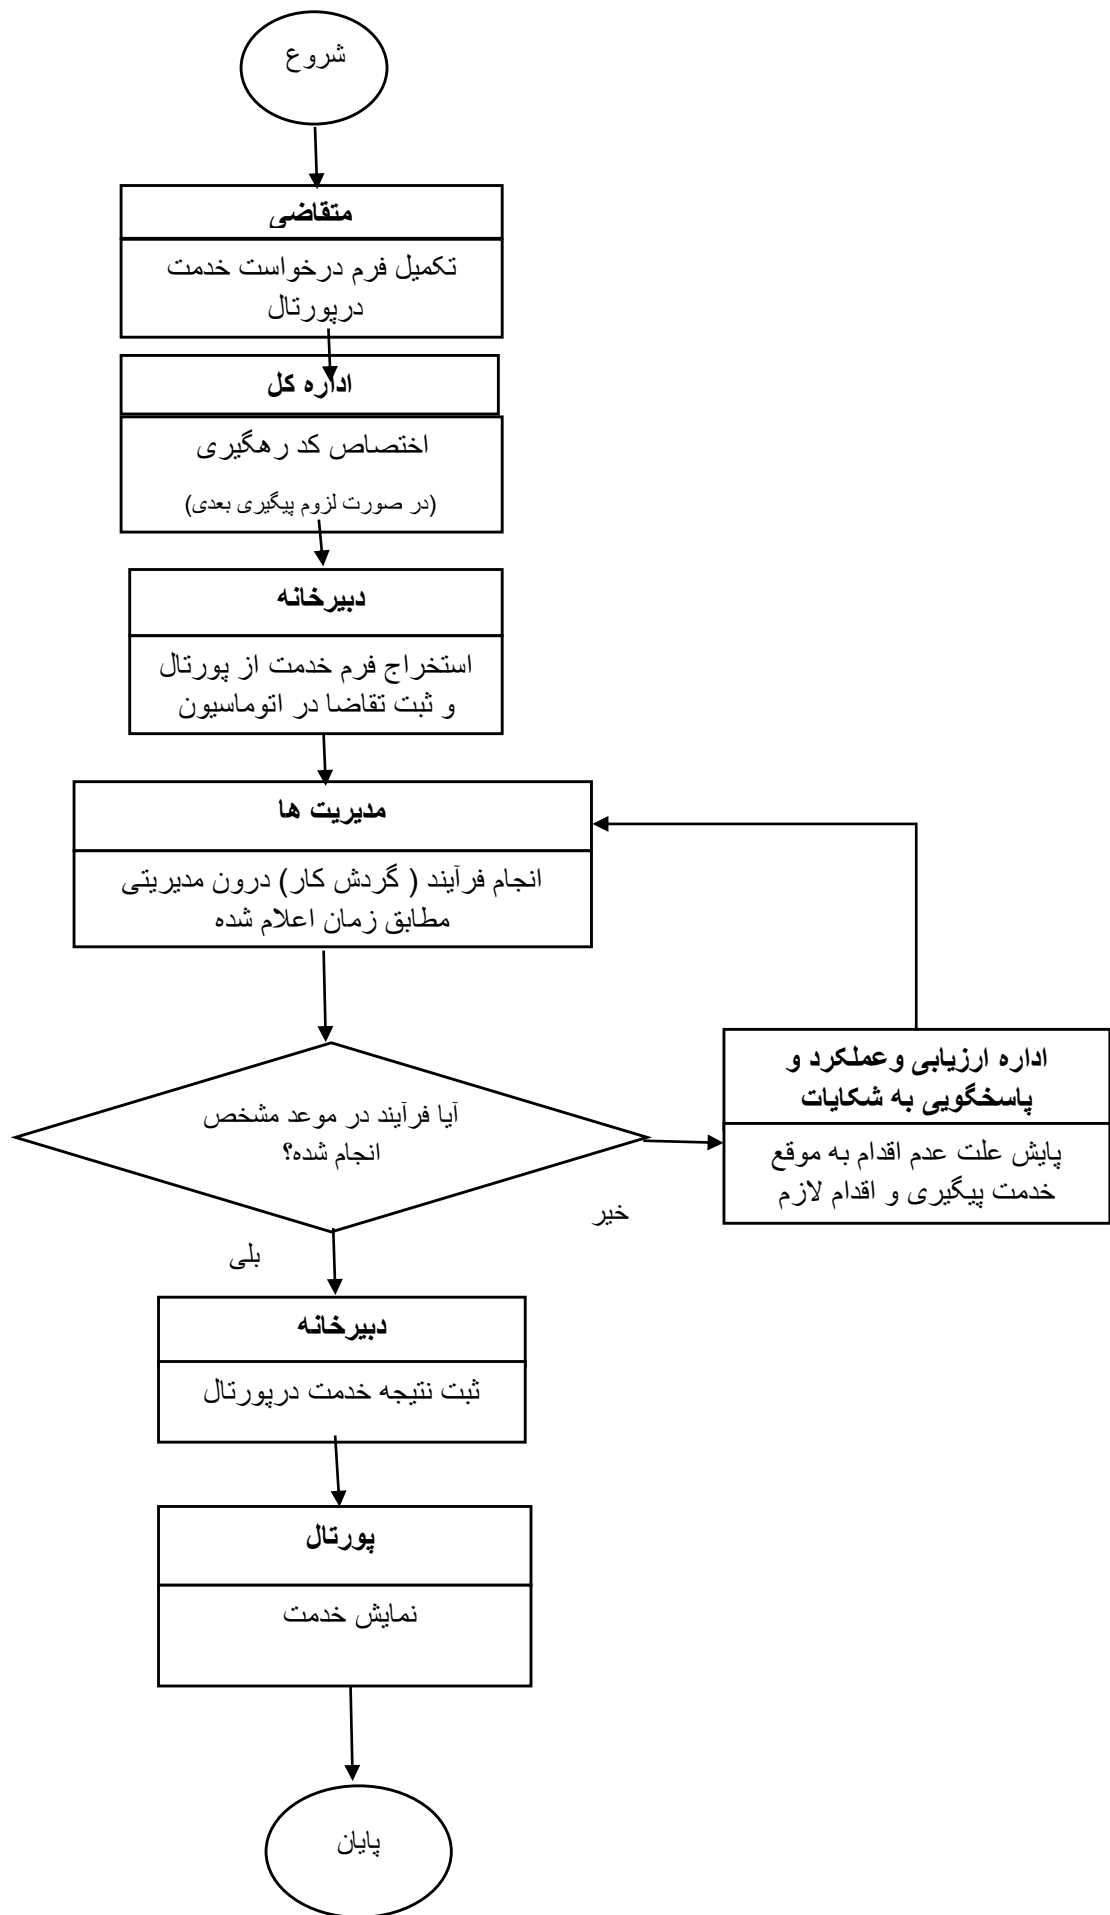 شروع
متقاضی
تکمیل فرم درخواست خدمت
درپورتال
اداره کل
اختصاص کد رهگیری
(در صورت لزوم پیگیری بعدی)
دبیرخانه
استخراج فرم خدمت از پورتال
و ثبت تقاضا در اتوماسیون
مدیریت ها
انجام فرآیند ( گردش کار) درون مدیریتی
مطابق زمان اعلام شده
اداره ارزیابی وعملکرد و
پاسخگویی به شکایات
پایش علت عدم اقدام به موقع
خدمت پیگیری و اقدام لازم
آیا فرآیند در موعد مشخص
انجام شده؟
خیر
بلی
دبیرخانه
ثبت نتیجه خدمت درپورتال
پورتال
نمایش خدمت
پایان